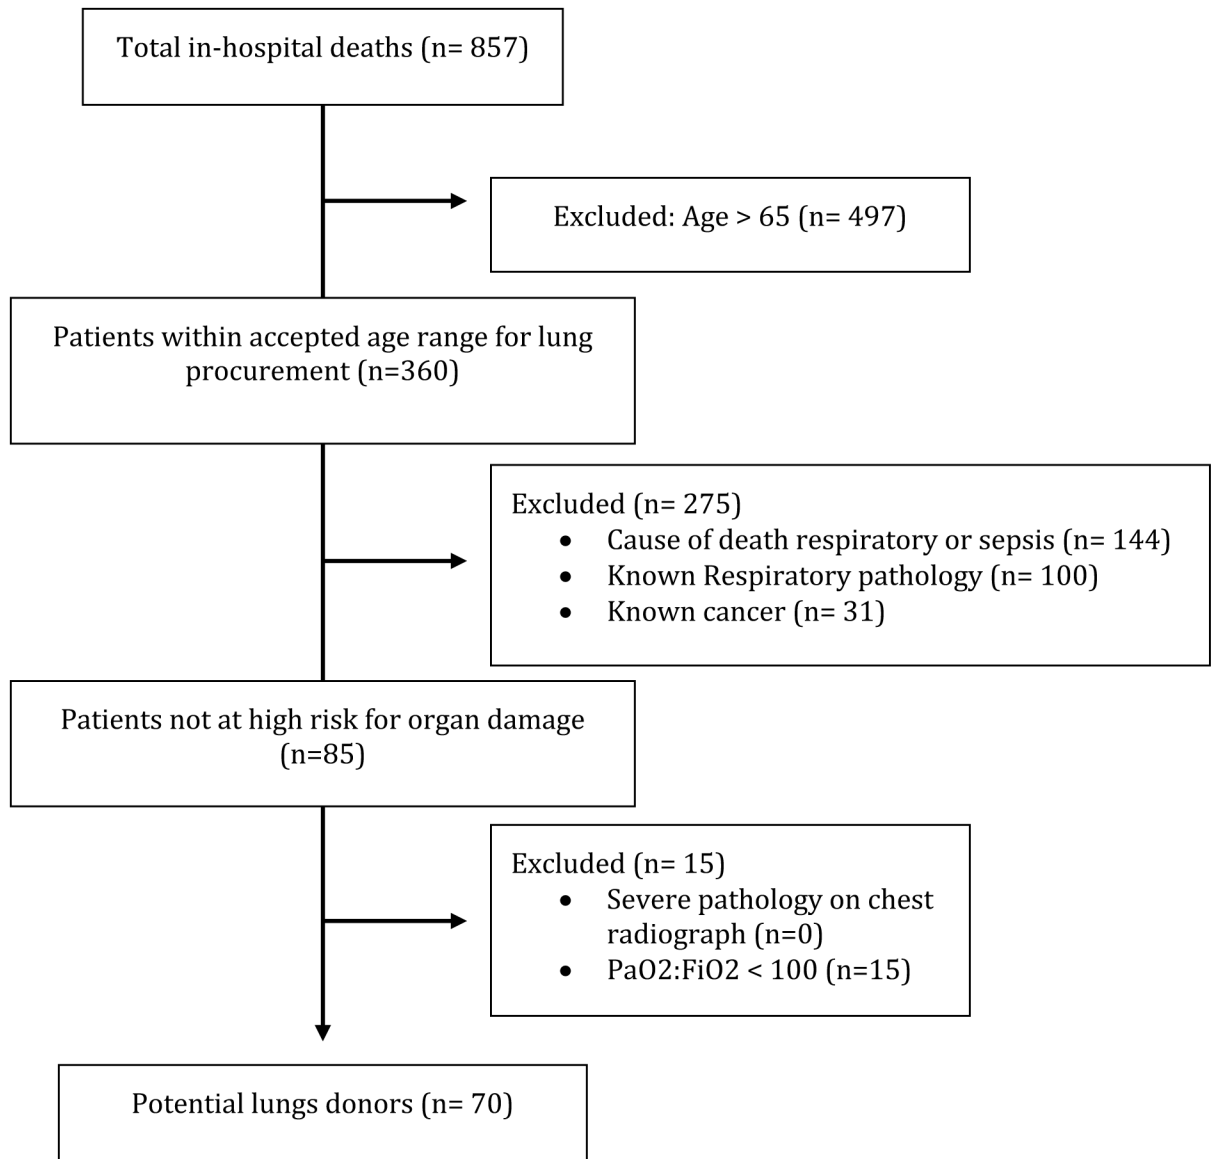 Total in-hospital deaths (n= 857)
Excluded: Age > 65 (n= 497)
Patients within accepted age range for lung
procurement (n=360)
Excluded (n= 275)
• Cause of death respiratory or sepsis (n= 144)
• Known Respiratory pathology (n= 100)
• Known cancer (n= 31)
Patients not at high risk for organ damage
(n=85)
Excluded (n= 15)
• Severe pathology on chest
radiograph (n=0)
• PaO2:FiO2 < 100 (n=15)
Potential lungs donors (n= 70)